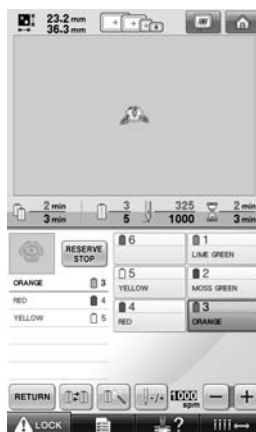 23.2 mm
36.3 mm
2 min
3 min
3
5
325
1000
2 min
3 min
RESERVE STOP
ORANGE 3
RED 4
YELLOW 5
6
1
LIME GREEN
5
YELLOW
2
MOSS GREEN
4
RED
3
ORANGE
RETURN
-/+
1000 spm
- +
LOCK
?